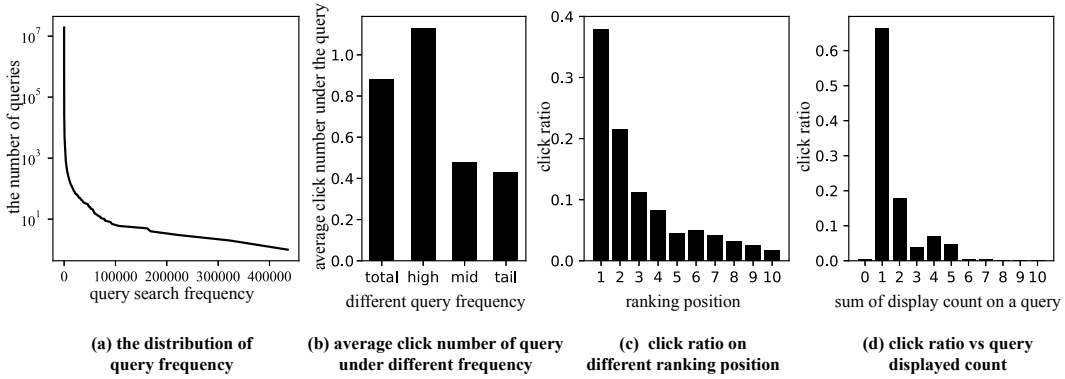 the number of queries
10^7
10^5
10^3
10^1
0 100000 200000 300000 400000
query search frequency
(a) the distribution of
query frequency
average click number under the query
1.0
0.8
0.6
0.4
0.2
0.0
total high mid tail
different query frequency
(b) average click number of query
under different frequency
click ratio
0.4
0.3
0.2
0.1
0.0
1 2 3 4 5 6 7 8 9 10
ranking position
(c) click ratio on
different ranking position
click ratio
0.6
0.5
0.4
0.3
0.2
0.1
0.0
0 1 2 3 4 5 6 7 8 9 10
sum of display count on a query
(d) click ratio vs query
displayed count